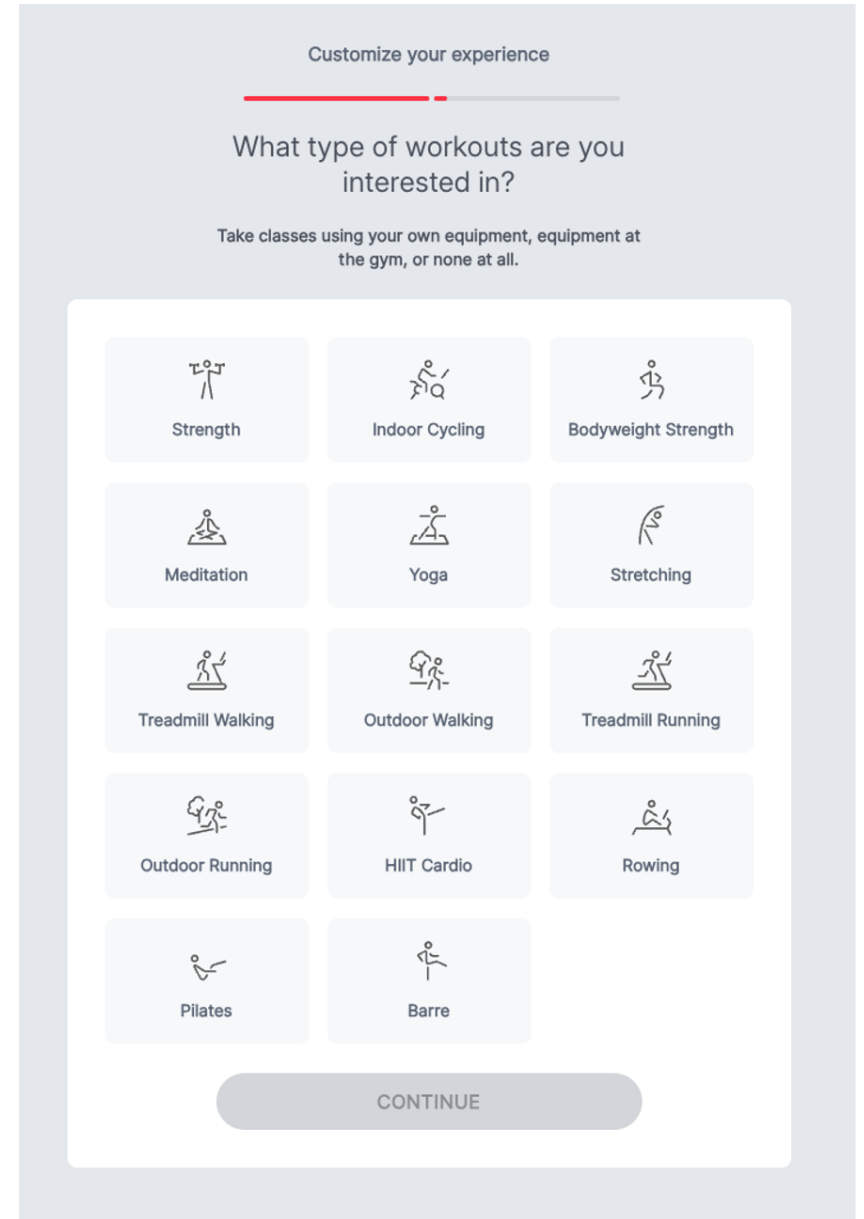 Customize your experience
What type of workouts are you
interested in?
Take classes using your own equipment, equipment at
the gym, or none at all.
Strength
Indoor Cycling
Bodyweight Strength
Meditation
Yoga
Stretching
Treadmill Walking
Outdoor Walking
Treadmill Running
Outdoor Running
HIIT Cardio
Rowing
Pilates
Barre
CONTINUE